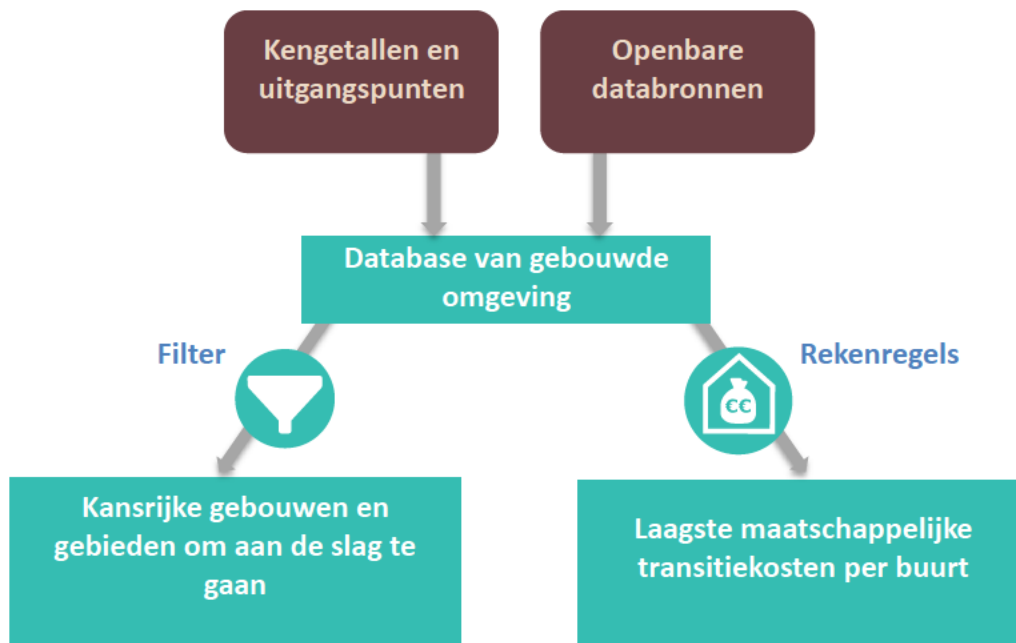 Kengetallen en
uitgangspunten
Openbare
databronnen
Database van gebouwde
omgeving
Filter
Rekenregels
€€
Kansrijke gebouwen en
gebieden om aan de slag te
gaan
Laagste maatschappelijke
transitiekosten per buurt